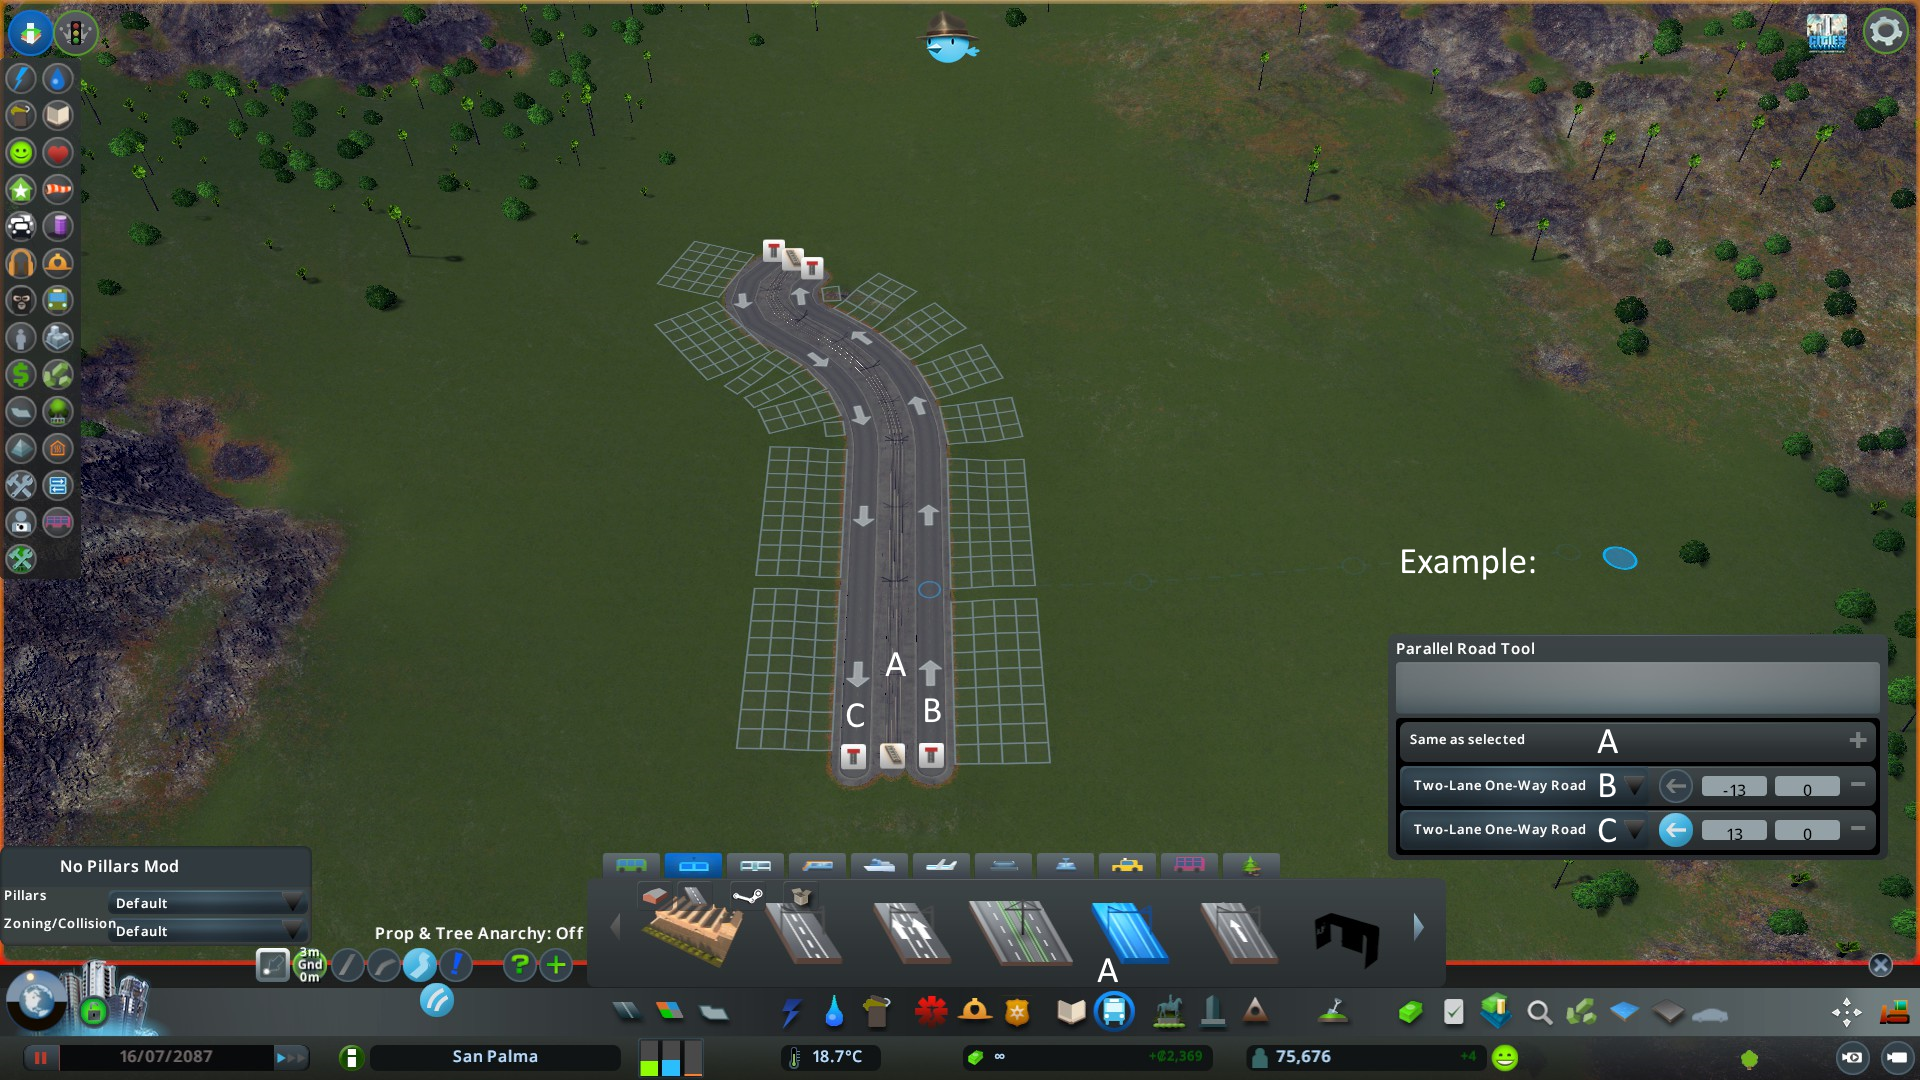 CITIES
Example:
Parallel Road Tool
Same as selected A +
Two-Lane One-Way Road B -13 0 −
Two-Lane One-Way Road C 13 0 −
A
C B
T T
T T
No Pillars Mod
Pillars Default
Zoning/Collision Default
Prop & Tree Anarchy: Off
3m
Gnd
0m
A
16/07/2087 San Palma 18.7°C ∞ +₡2,369 75,676 +4